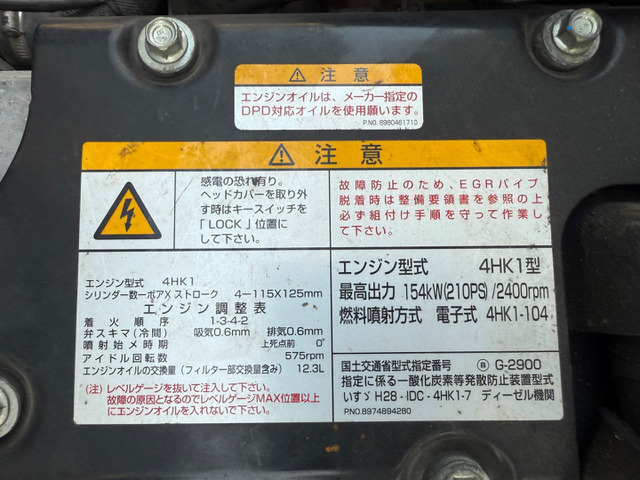 ⚠ 注意
エンジンオイルは、メーカー指定の
DPD対応オイルを使用願います。
P.NO. 8980461710
⚠ 注意
感電の恐れ有り。
ヘッドカバーを取り外
す時はキースイッチを
「LOCK」位置に
して下さい。
故障防止のため、EGRパイプ
脱着時は整備要領書を参照の上
必ず組付け手順を守って作業し
て下さい。
エンジン型式 4HK1
シリンダー数ーボアXストローク 4ー115X125mm
エンジン調整表
着火順序 1-3-4-2
弁スキマ(冷間) 吸気0.6mm 排気0.6mm
噴射始メ時期 上死点前 0°
アイドル回転数 575rpm
エンジンオイルの交換量(フィルター部交換量含み) 12.3L
(注)レベルゲージを抜いて注入して下さい。
故障の原因となるのでレベルゲージMAX位置以上
にエンジンオイルを入れないで下さい。
エンジン型式 4HK1型
最高出力 154kW(210PS)/2400rpm
燃料噴射方式 電子式 4HK1-104
国土交通省型式指定番号 G-2900
指定に係る一酸化炭素等発散防止装置型式
いすゞH28-IDC-4HK1-7 ディーゼル機関
P.NO.8974894280